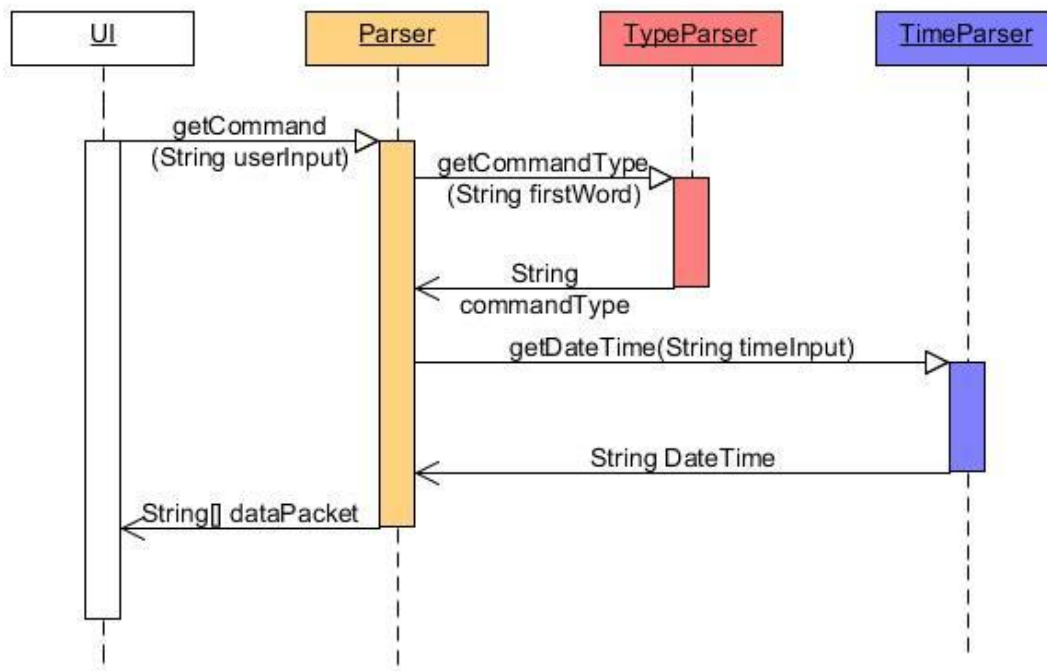 UI
Parser
TypeParser
TimeParser
getCommand
(String userInput)
getCommandType
(String firstWord)
String
commandType
getDateTime(String timeInput)
String DateTime
String[] dataPacket